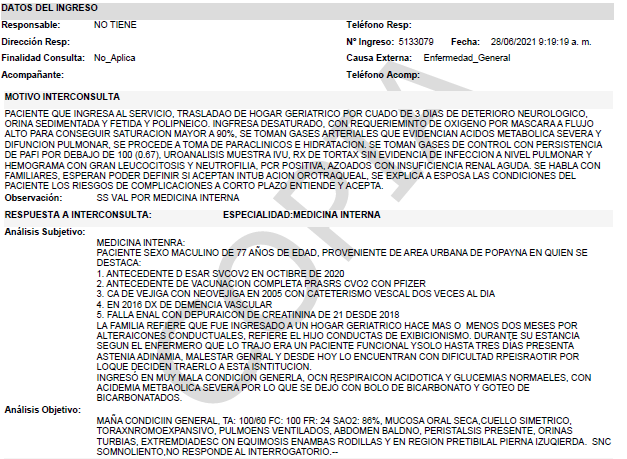 DATOS DEL INGRESO
Responsable: NO TIENE Teléfono Resp:
Dirección Resp: Nº Ingreso: 5133079 Fecha: 28/06/2021 9:19:19 a. m.
Finalidad Consulta: No_Aplica Causa Externa: Enfermedad_General
Acompañante: Teléfono Acomp:
MOTIVO INTERCONSULTA
PACIENTE QUE INGRESA AL SERVICIO, TRASLADAO DE HOGAR GERIATRICO POR CUADO DE 3 DIAS DE DETERIORO NEUROLOGICO,
ORINA SEDIMENTADA Y FETIDA Y POLIPNEICO. INGFRESA DESATURADO, CON REQUERIEMINTO DE OXIGENO POR MASCARA A FLUJO
ALTO PARA CONSEGUIR SATURACION MAYOR A 90%, SE TOMAN GASES ARTERIALES QUE EVIDENCIAN ACIDOS METABOLICA SEVERA Y
DIFUNCION PULMONAR, SE PROCEDE A TOMA DE PARACLINICOS E HIDRATACION. SE TOMAN GASES DE CONTROL CON PERSISTENCIA
DE PAFI POR DEBAJO DE 100 (0.67), UROANALISIS MUESTRA IVU, RX DE TORTAX SIN EVIDENCIA DE INFECCION A NIVEL PULMONAR Y
HEMOGRAMA CON GRAN LEUCOCITOSIS Y NEUTROFILIA, PCR POSITIVA, AZOADOS CON INSUFICIENCIA RENAL AGUDA. SE HABLA CON
FAMILIARES, ESPERAN PODER DEFINIR SI ACEPTAN INTUBACION OROTRAQUEAL, SE EXPLICA A ESPOSA LAS CONDICIONES DEL
PACIENTE LOS RIESGOS DE COMPLICACIONES A CORTO PLAZO ENTIENDE Y ACEPTA.
Observación: SS VAL POR MEDICINA INTERNA
RESPUESTA A INTERCONSULTA: ESPECIALIDAD:MEDICINA INTERNA
Análisis Subjetivo:
MEDICINA INTENRA:
PACIENTE SEXO MACULINO DE 77 AÑOS DE EDAD, PROVENIENTE DE AREA URBANA DE POPAYNA EN QUIEN SE
DESTACA:
1. ANTECEDENTE D ESAR SVCOV2 EN OCTIBRE DE 2020
2. ANTECEDENTE DE VACUNACION COMPLETA PRASRS CVO2 CON PFIZER
3. CA DE VEJIGA CON NEOVEJIGA EN 2005 CON CATETERISMO VESCAL DOS VECES AL DIA
4. EN 2016 DX DE DEMENCIA VASCULAR
5. FALLA ENAL CON DEPURAICON DE CREATININA DE 21 DESDE 2018
LA FAMILIA REFIERE QUE FUE INGRESADO A UN HOGAR GERIATRICO HACE MAS O MENOS DOS MESES POR
ALTERAICONES CONDUCTUALES, REFIERE EL HIJO CONDUCTAS DE EXIBICIONISMO. DURANTE SU ESTANCIA
SEGUN EL ENFERMERO QUE LO TRAJO ERA UN PACIENTE FUNCIONAL YSOLO HASTA TRES DÍAS PRESENTA
ASTENIA ADINAMIA, MALESTAR GENRAL Y DESDE HOY LO ENCUENTRAN CON DIFICULTAD RPEISRAOTIR POR
LOQUE DECIDEN TRAERLO A ESTA ISNTITUCION.
INGRESÓ EN MUY MALA CONDICION GENERLA, OCN RESPIRAICON ACIDOTICA Y GLUCEMIAS NORMAELES, CON
ACIDEMIA METBAÓLICA SEVERA POR LO QUE SE DEJÓ CON BOLO DE BICARBONATO Y GOTEO DE
BICARBONATADOS.
Análisis Objetivo:
MAÑA CONDICIIN GENERAL, TA: 100/60 FC: 100 FR: 24 SAO2: 86%, MUCOSA ORAL SECA,CUELLO SIMETRICO,
TORAXNROMOEXPANSIVO, PULMOENS VENTILADOS, ABDOMEN BALDNO, PERISTALSIS PRESENTE, ORINAS
TURBIAS, EXTREMDIADESC ON EQUIMOSIS ENAMBAS RODILLAS Y EN REGION PRETIBILAL PIERNA IZUQIERDA. SNC
SOMNOLIENTO,NO RESPONDE AL INTERROGATORIO.--
COPIA